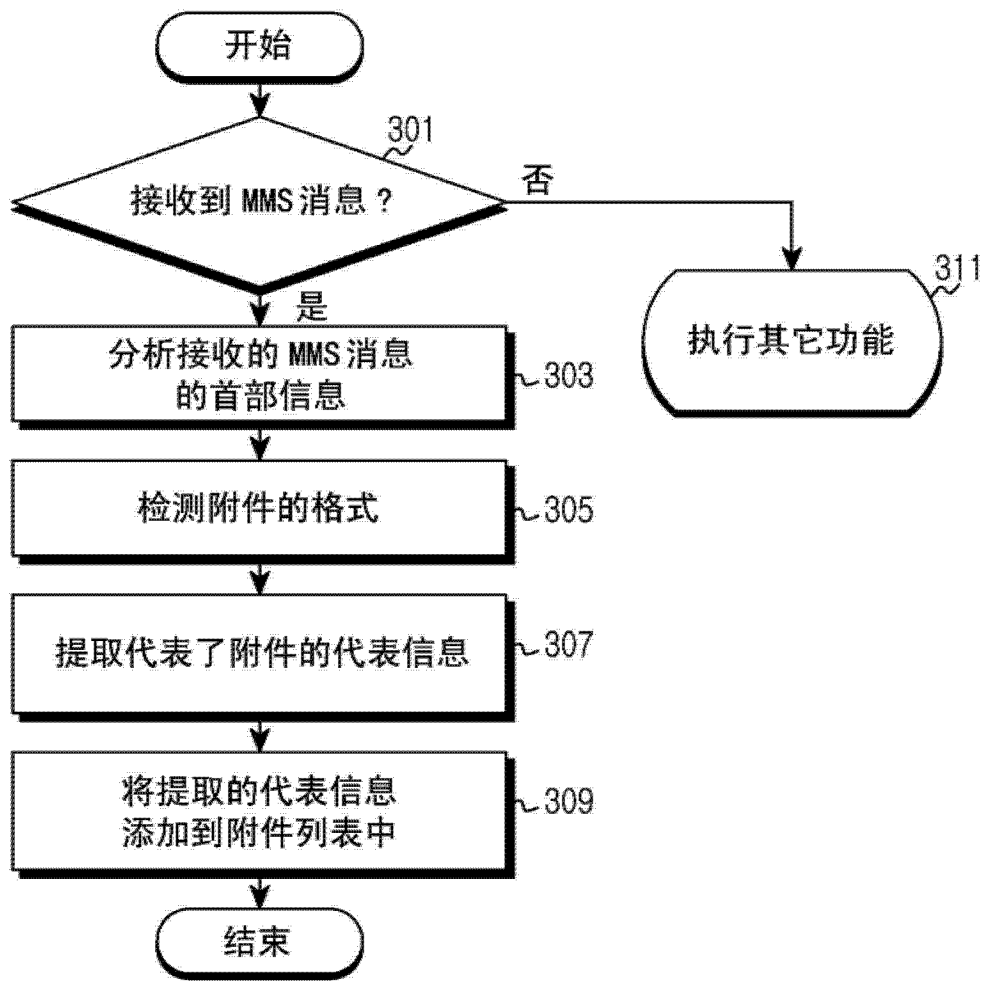 开始
301
接收到 MMS 消息？
否
311
执行其它功能
是
分析接收的 MMS 消息
的首部信息
303
检测附件的格式
305
提取代表了附件的代表信息
307
将提取的代表信息
添加到附件列表中
309
结束